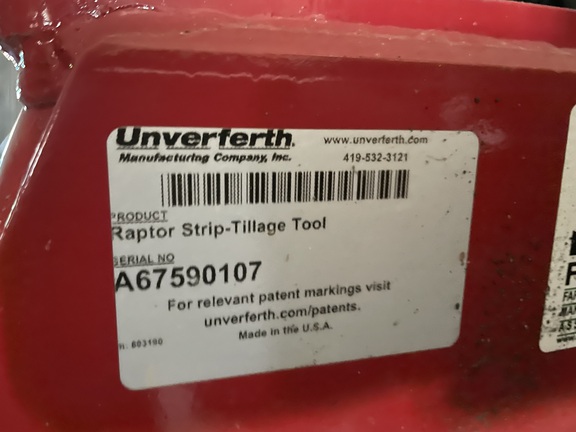 Unverferth.
www.unverferth.com
Manufacturing Company, Inc.
419-532-3121
PRODUCT
Raptor Strip-Tillage Tool
SERIAL NO
A67590107
For relevant patent markings visit
unverferth.com/patents.
Made in the U.S.A.
693190